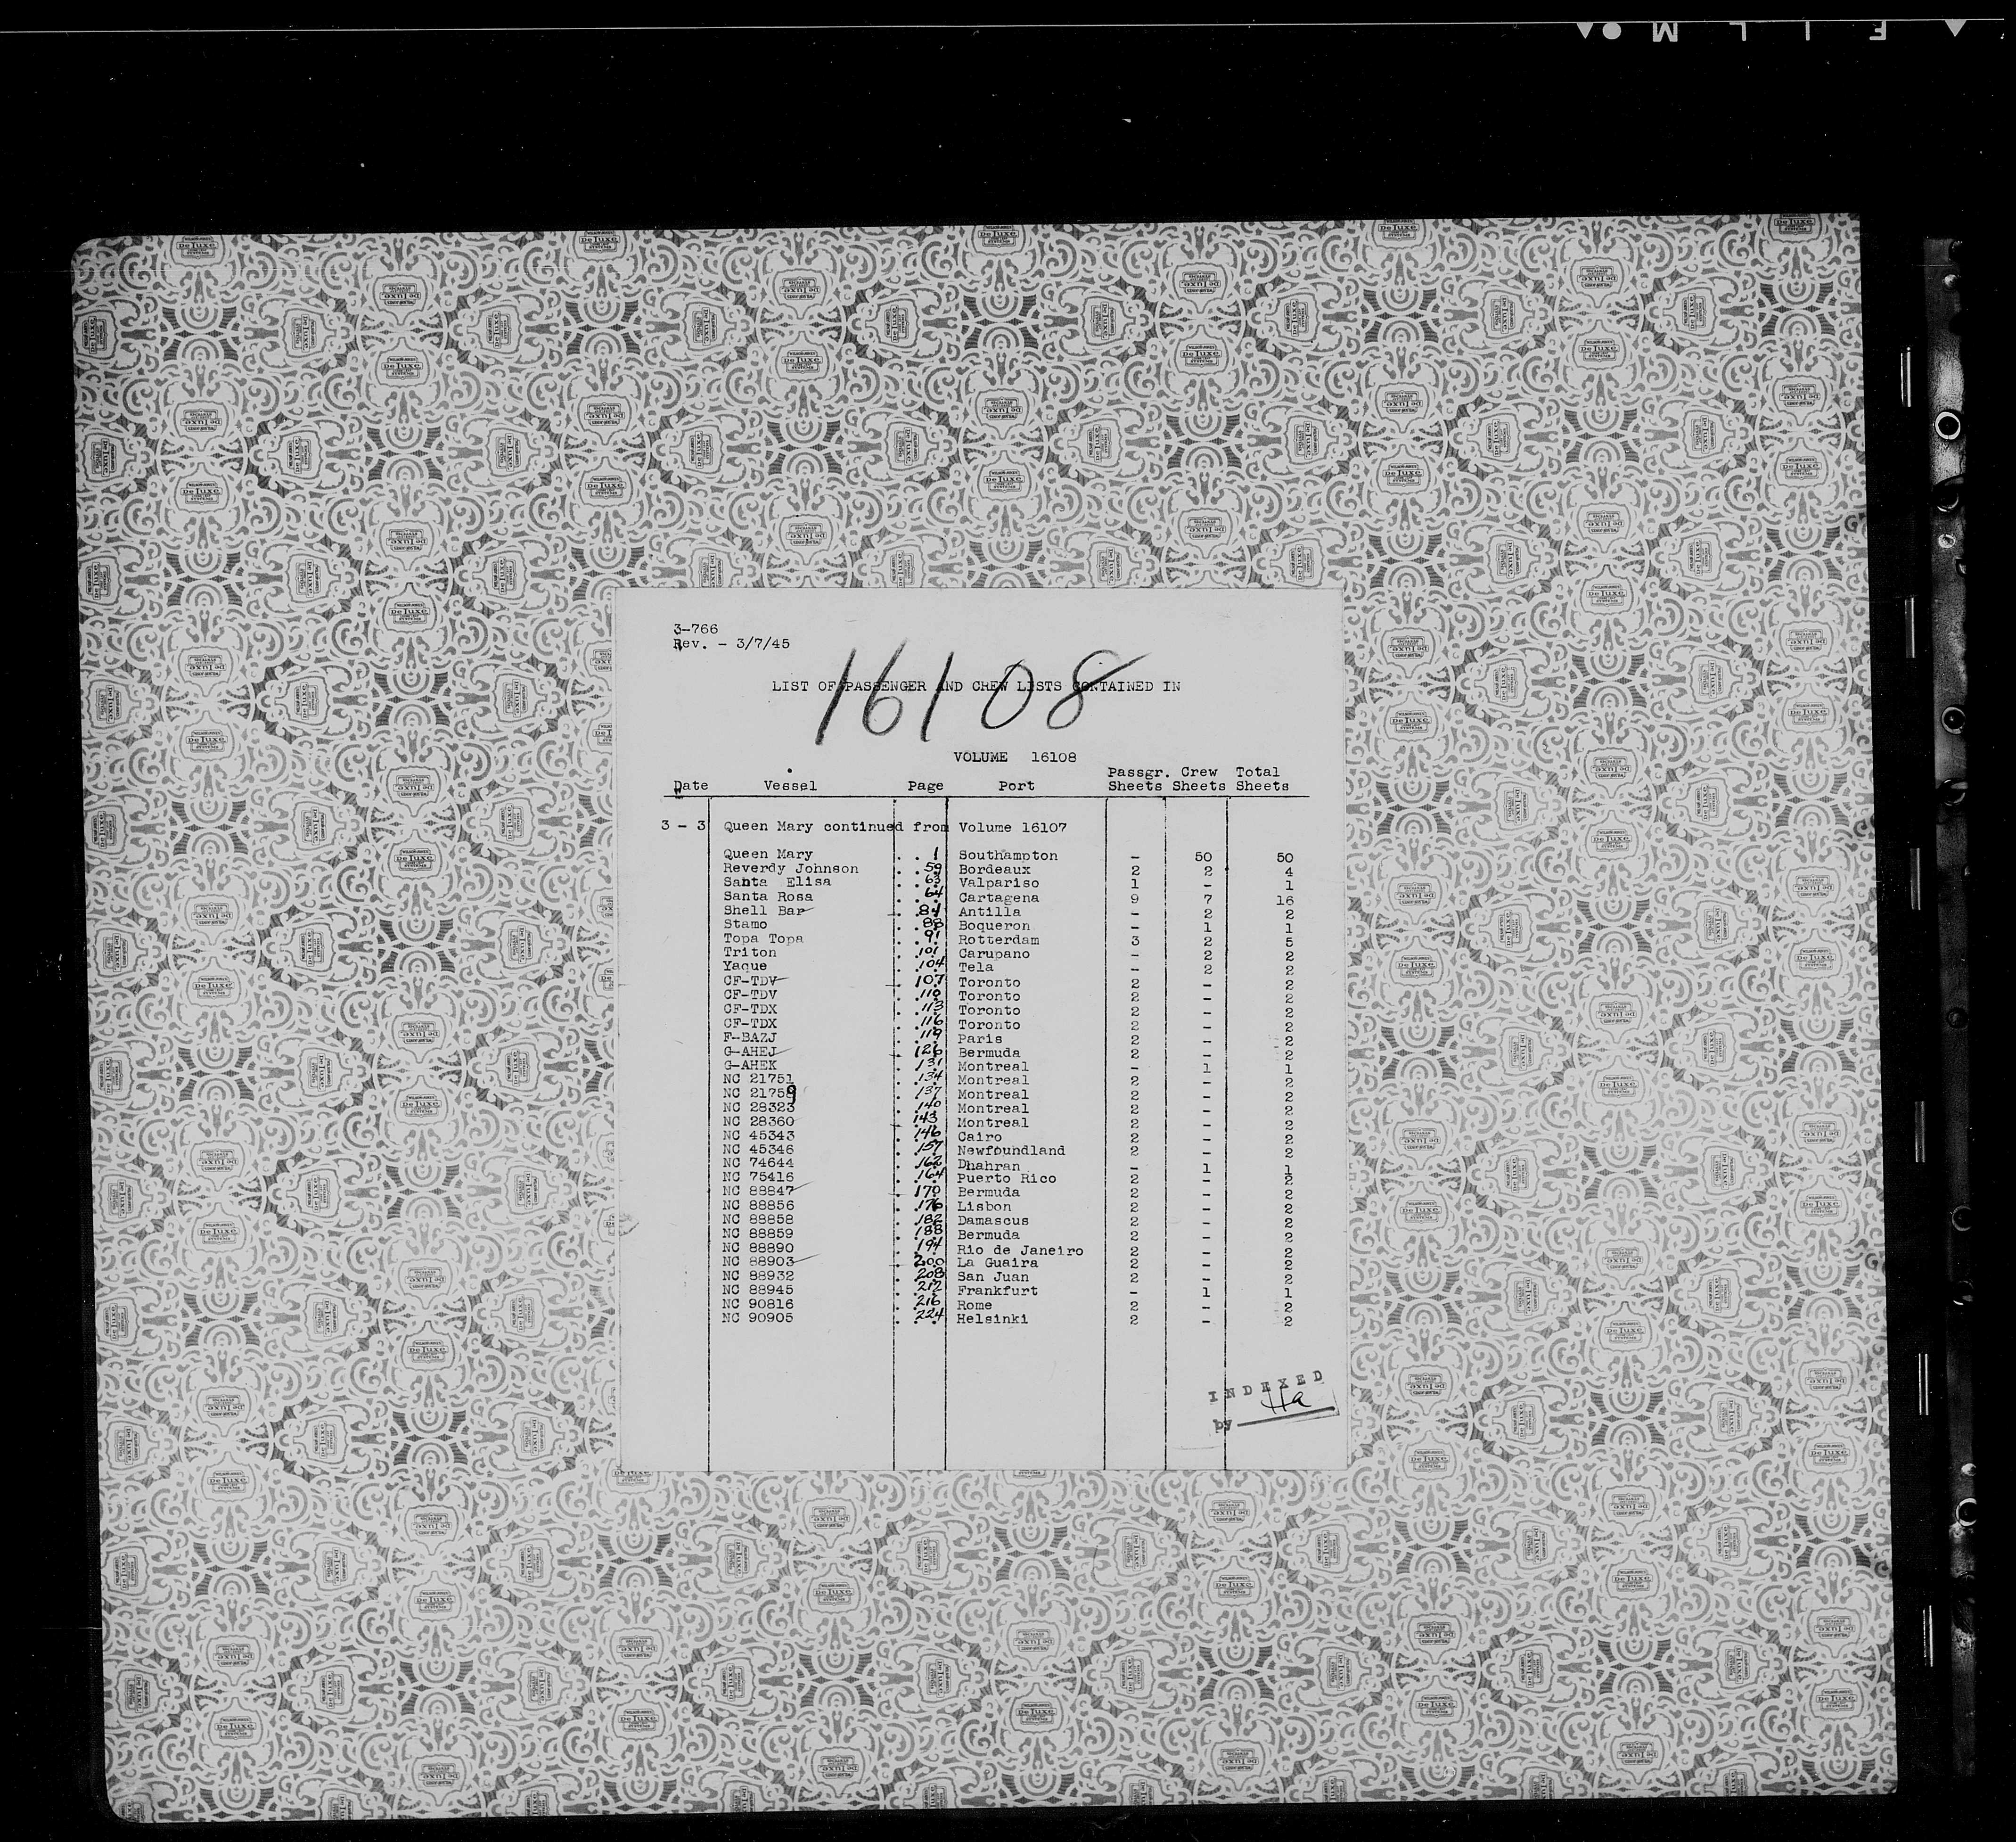 FILM
3-766
Rev. - 3/7/45
16108
LIST OF PASSENGER AND CREW LISTS CONTAINED IN
VOLUME 16108
Date Vessel Page Port Passgr. Sheets Crew Sheets Total Sheets
3 - 3 Queen Mary continued from Volume 16107
Queen Mary . . 1 Southampton - 50 50
Reverdy Johnson . . 59 Bordeaux 2 2 4
Santa Elisa . . 63 Valpariso 1 - 1
Santa Rosa . . 64 Cartagena 9 7 16
Shell Bar . 84 Antilla - 2 2
Stamo . . 88 Boqueron - 1 1
Topa Topa . . 91 Rotterdam 3 2 5
Triton . . 101 Carupano - 2 2
Yaque . . 104 Tela - 2 2
CF-TDV . 107 Toronto 2 - 2
CF-TDV . . 110 Toronto 2 - 2
CF-TDX . . 113 Toronto 2 - 2
CF-TDX . . 116 Toronto 2 - 2
F-BAZJ . . 119 Paris 2 - 2
G-AHEJ . 126 Bermuda 2 - 2
G-AHEK . . 131 Montreal - 1 1
NC 21751 . . 134 Montreal 2 - 2
NC 21759 . . 137 Montreal 2 - 2
NC 28323 . . 140 Montreal 2 - 2
NC 28360 . . 143 Montreal 2 - 2
NC 45343 . . 146 Cairo 2 - 2
NC 45346 . . 157 Newfoundland 2 - 2
NC 74644 . . 162 Dhahran - 1 1
NC 75416 . . 164 Puerto Rico 2 - 2
NC 88847 . 170 Bermuda 2 - 2
NC 88856 . . 176 Lisbon 2 - 2
NC 88858 . . 182 Damascus 2 - 2
NC 88859 . . 188 Bermuda 2 - 2
NC 88890 . . 194 Rio de Janeiro 2 - 2
NC 88903 . 200 La Guaira 2 - 2
NC 88932 . . 208 San Juan 2 - 2
NC 88945 . . 212 Frankfurt - 1 1
NC 90816 . . 216 Rome 2 - 2
NC 90905 . . 224 Helsinki 2 - 2
INDEXED
by Ha